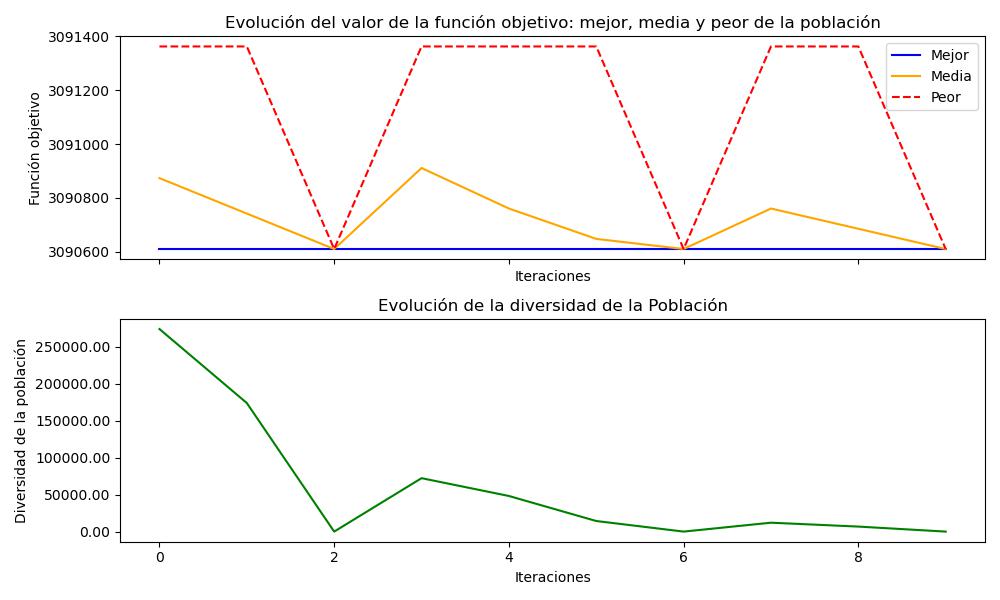 Evolución del valor de la función objetivo: mejor, media y peor de la población
3091400
3091200
3091000
3090800
3090600
Función objetivo
Mejor
Media
Peor
Iteraciones
Evolución de la diversidad de la Población
250000.00
200000.00
150000.00
100000.00
50000.00
0.00
Diversidad de la población
0 2 4 6 8
Iteraciones